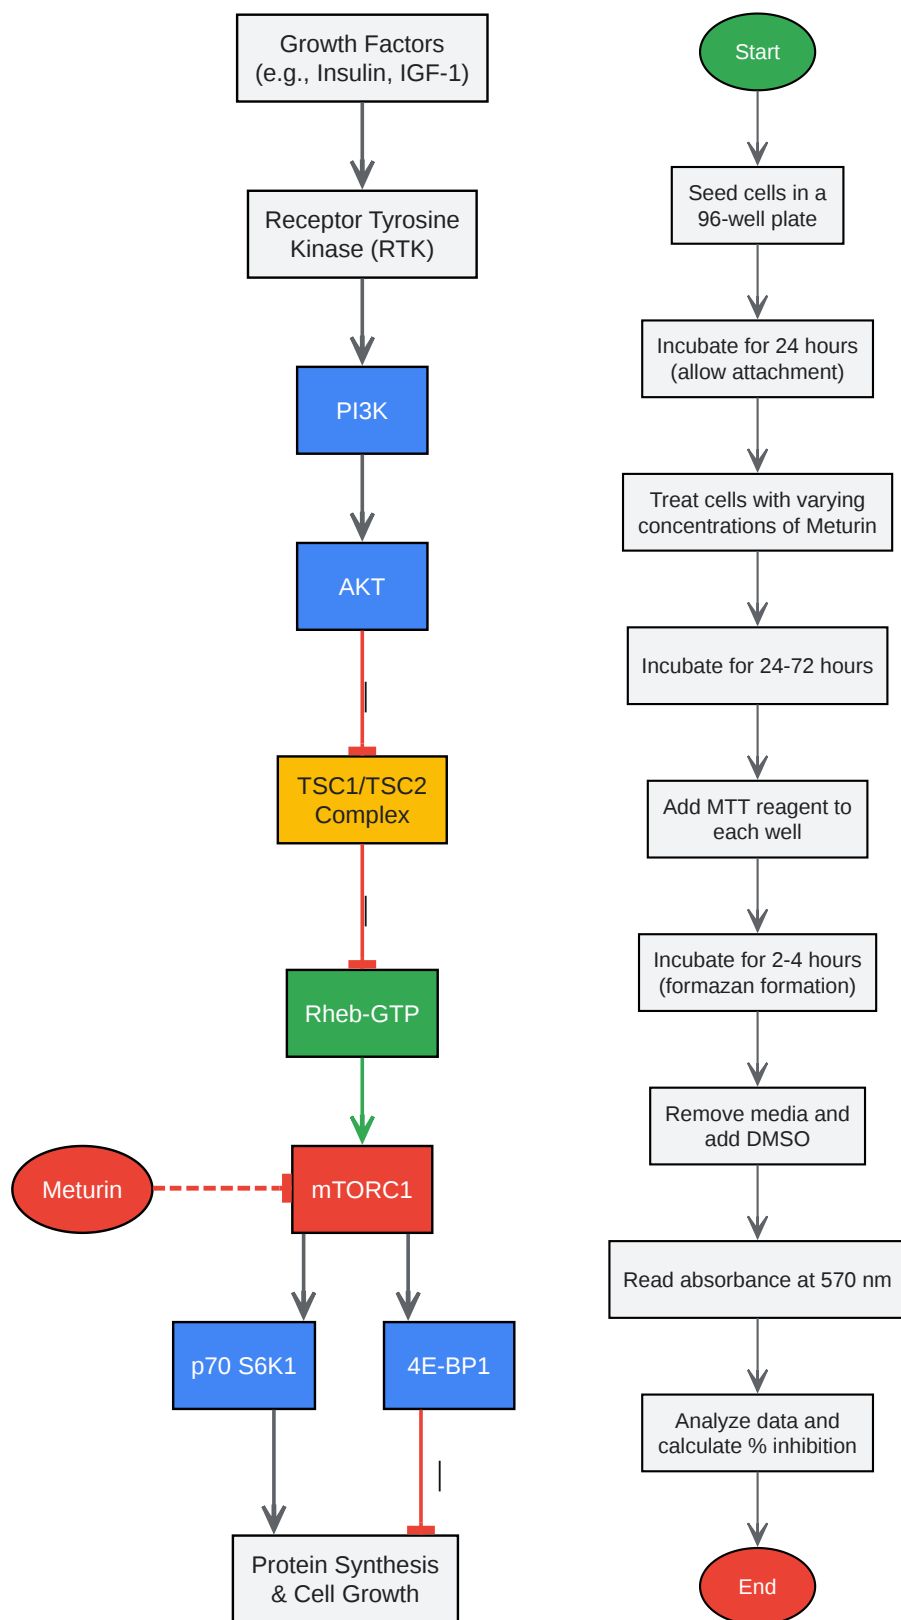 Growth Factors
(e.g., Insulin, IGF-1)
Receptor Tyrosine
Kinase (RTK)
PI3K
AKT
|
TSC1/TSC2
Complex
|
Rheb-GTP
Meturin
mTORC1
p70 S6K1
4E-BP1
|
Protein Synthesis
& Cell Growth
Start
Seed cells in a
96-well plate
Incubate for 24 hours
(allow attachment)
Treat cells with varying
concentrations of Meturin
Incubate for 24-72 hours
Add MTT reagent to
each well
Incubate for 2-4 hours
(formazan formation)
Remove media and
add DMSO
Read absorbance at 570 nm
Analyze data and
calculate % inhibition
End